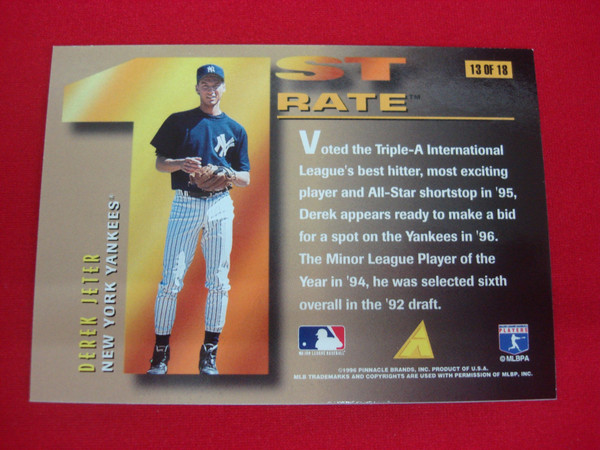 1ST
RATE™
13 OF 18
Voted the Triple-A International
League's best hitter, most exciting
player and All-Star shortstop in '95,
Derek appears ready to make a bid
for a spot on the Yankees in '96.
The Minor League Player of the
Year in '94, he was selected sixth
overall in the '92 draft.
DEREK JETER
NEW YORK YANKEES®
NY
NY
MAJOR LEAGUE BASEBALL
PLAYERS
©MLBPA
©1996 PINNACLE BRANDS, INC. PRODUCT OF U.S.A.
MLB TRADEMARKS AND COPYRIGHTS ARE USED WITH PERMISSION OF MLBP, INC.